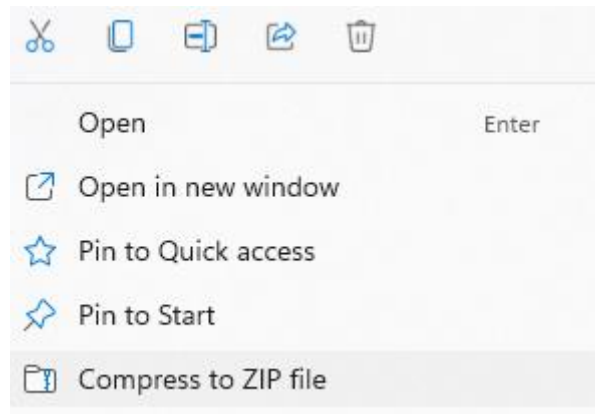 Open Enter
Open in new window
Pin to Quick access
Pin to Start
Compress to ZIP file